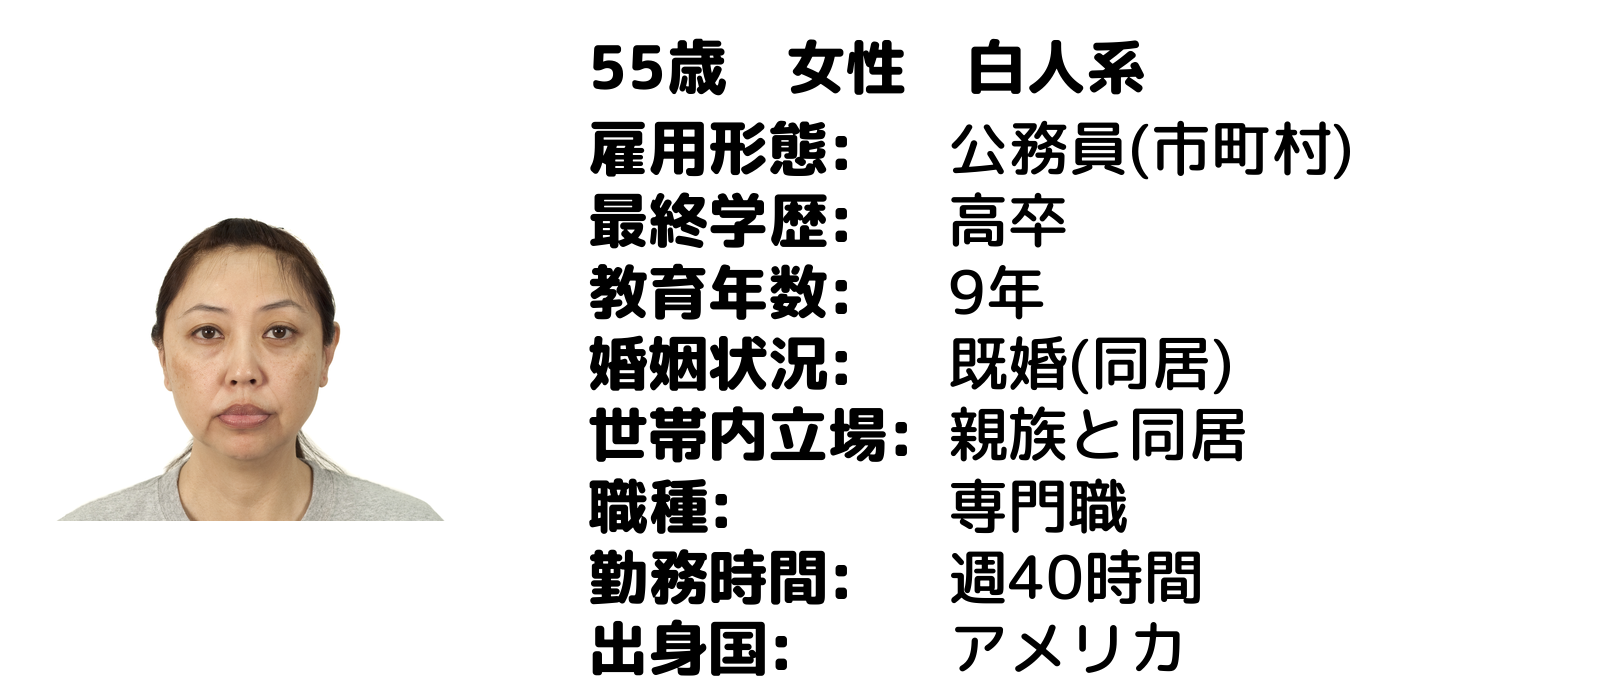 55歳　女性　白人系
雇用形態: 公務員(市町村)
最終学歴: 高卒
教育年数: 9年
婚姻状況: 既婚(同居)
世帯内立場: 親族と同居
職種: 専門職
勤務時間: 週40時間
出身国: アメリカ